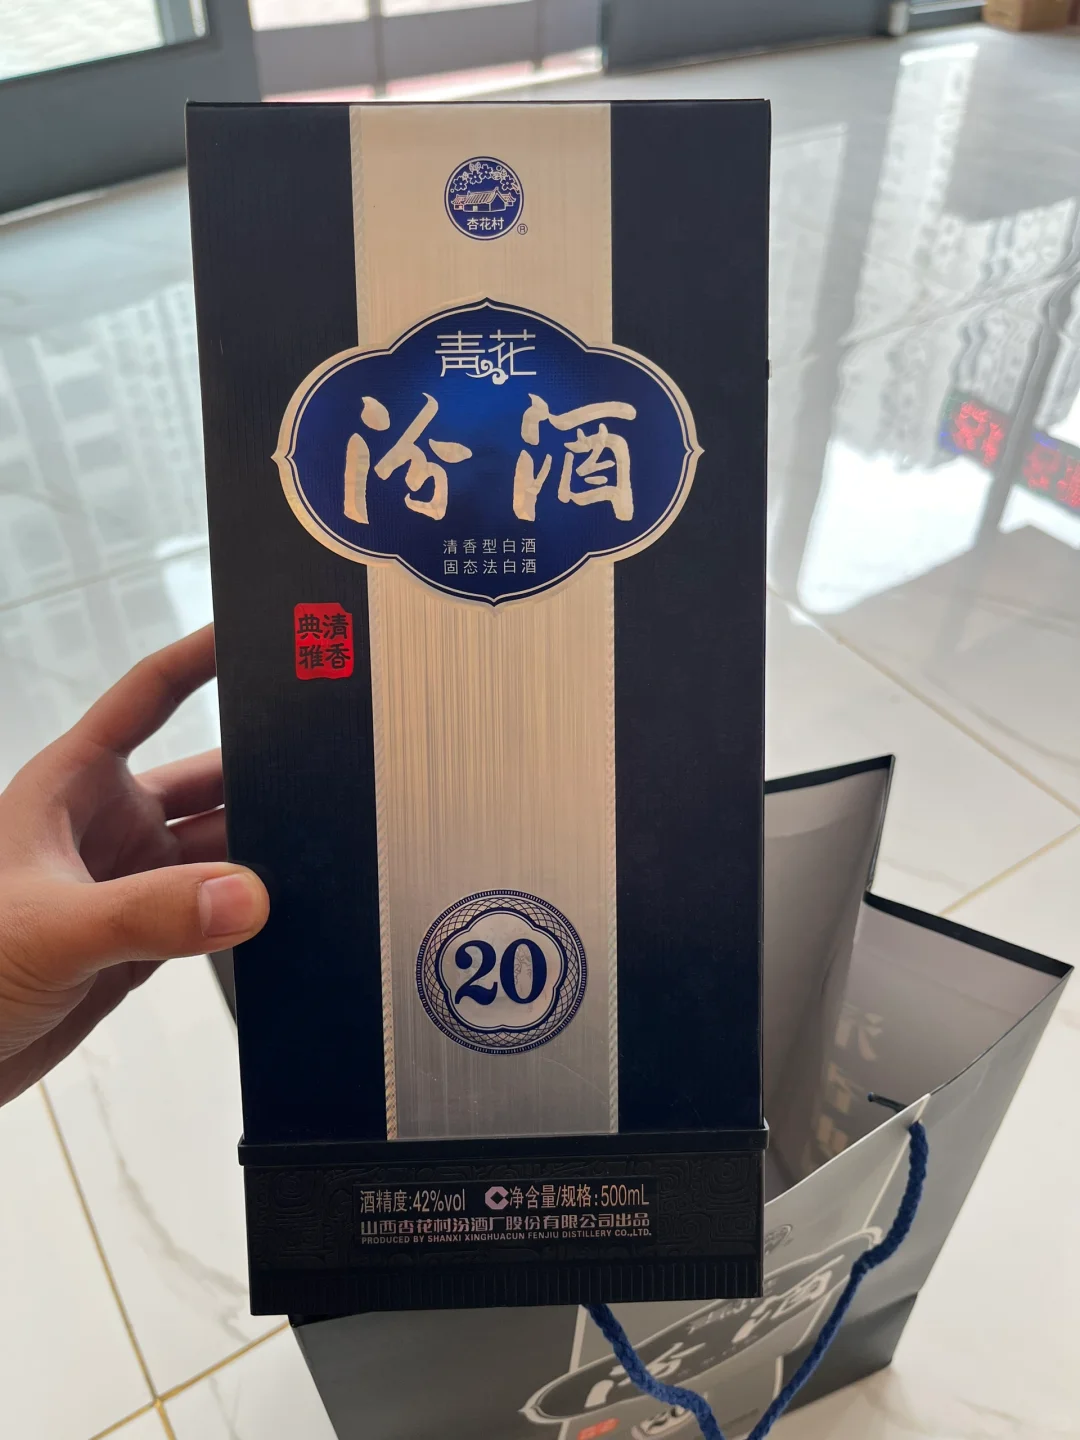 杏花村
青花
汾酒
清香型白酒
固态法白酒
清香
典雅
20
酒精度:42%vol 净含量/规格:500mL
山西杏花村汾酒厂股份有限公司出品
PRODUCED BY SHANXI XINGHUACUN FENJIU DISTILLERY CO.,LTD.
汾酒
20